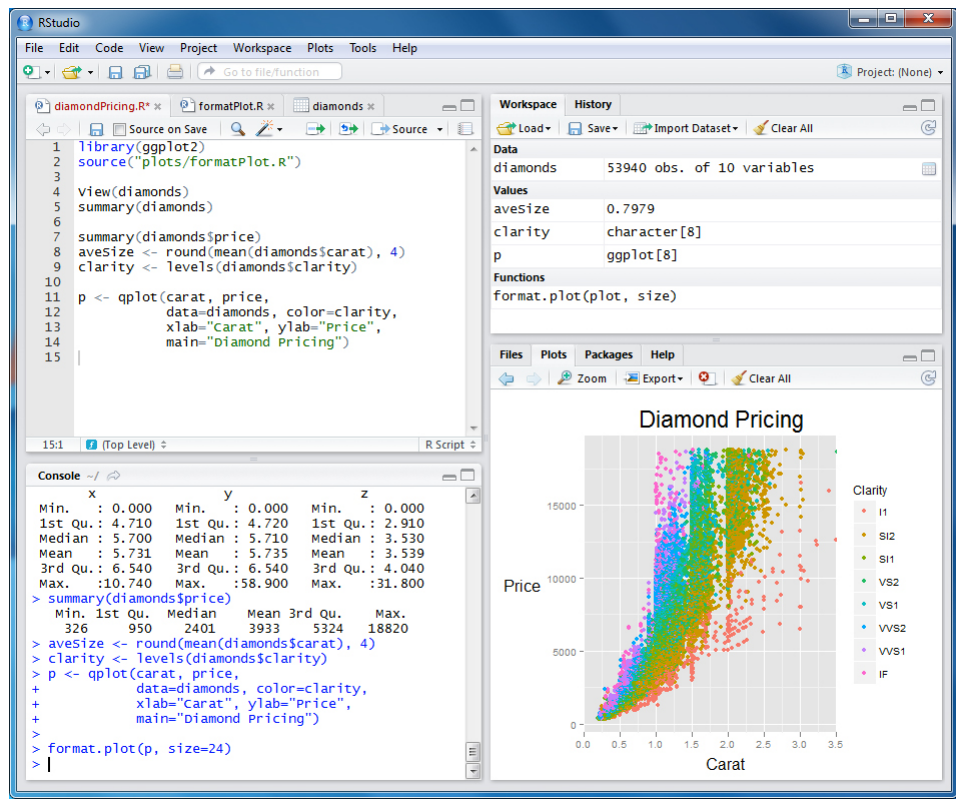 RStudio
File Edit Code View Project Workspace Plots Tools Help
Go to file/function
Project: (None)
diamondPricing.R* formatPlot.R diamonds
Source on Save Source
1 library(ggplot2)
2 source("plots/formatPlot.R")
3
4 View(diamonds)
5 summary(diamonds)
6
7 summary(diamonds$price)
8 aveSize <- round(mean(diamonds$carat), 4)
9 clarity <- levels(diamonds$clarity)
10
11 p <- qplot(carat, price,
12 data=diamonds, color=clarity,
13 xlab="Carat", ylab="Price",
14 main="Diamond Pricing")
15
15:1 (Top Level) R Script
Console ~/
x y z
Min. : 0.000 Min. : 0.000 Min. : 0.000
1st Qu.: 4.710 1st Qu.: 4.720 1st Qu.: 2.910
Median : 5.700 Median : 5.710 Median : 3.530
Mean : 5.731 Mean : 5.735 Mean : 3.539
3rd Qu.: 6.540 3rd Qu.: 6.540 3rd Qu.: 4.040
Max. :10.740 Max. :58.900 Max. :31.800
> summary(diamonds$price)
Min. 1st Qu. Median Mean 3rd Qu. Max.
326 950 2401 3933 5324 18820
> aveSize <- round(mean(diamonds$carat), 4)
> clarity <- levels(diamonds$clarity)
> p <- qplot(carat, price,
+ data=diamonds, color=clarity,
+ xlab="Carat", ylab="Price",
+ main="Diamond Pricing")
>
> format.plot(p, size=24)
>
Workspace History
Load Save Import Dataset Clear All
Data
diamonds 53940 obs. of 10 variables
Values
aveSize 0.7979
clarity character[8]
p ggplot[8]
Functions
format.plot(plot, size)
Files Plots Packages Help
Zoom Export Clear All
Diamond Pricing
Price
15000
10000
5000
0
0.0 0.5 1.0 1.5 2.0 2.5 3.0 3.5
Carat
Clarity
I1
SI2
SI1
VS2
VS1
VVS2
VVS1
IF